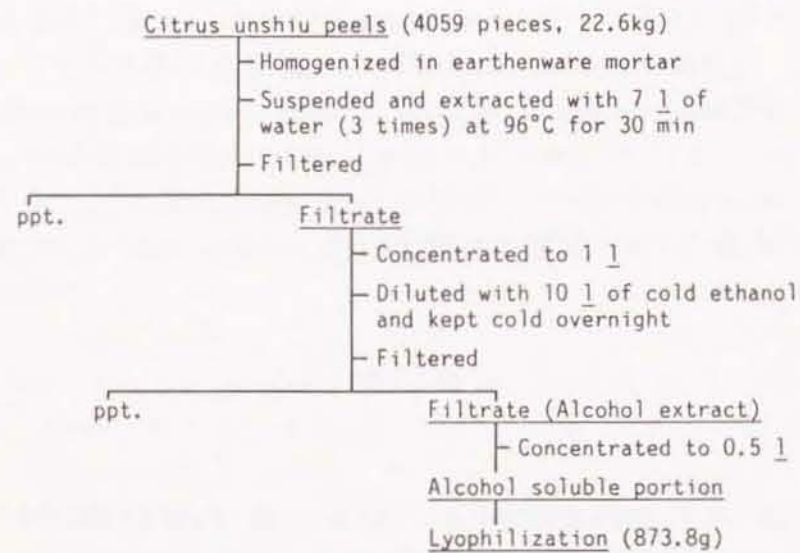 Citrus unshiu peels (4059 pieces, 22.6kg)
Homogenized in earthenware mortar
Suspended and extracted with 7 l of
water (3 times) at 96°C for 30 min
Filtered
ppt.
Filtrate
Concentrated to 1 l
Diluted with 10 l of cold ethanol
and kept cold overnight
Filtered
ppt.
Filtrate (Alcohol extract)
Concentrated to 0.5 l
Alcohol soluble portion
Lyophilization (873.8g)